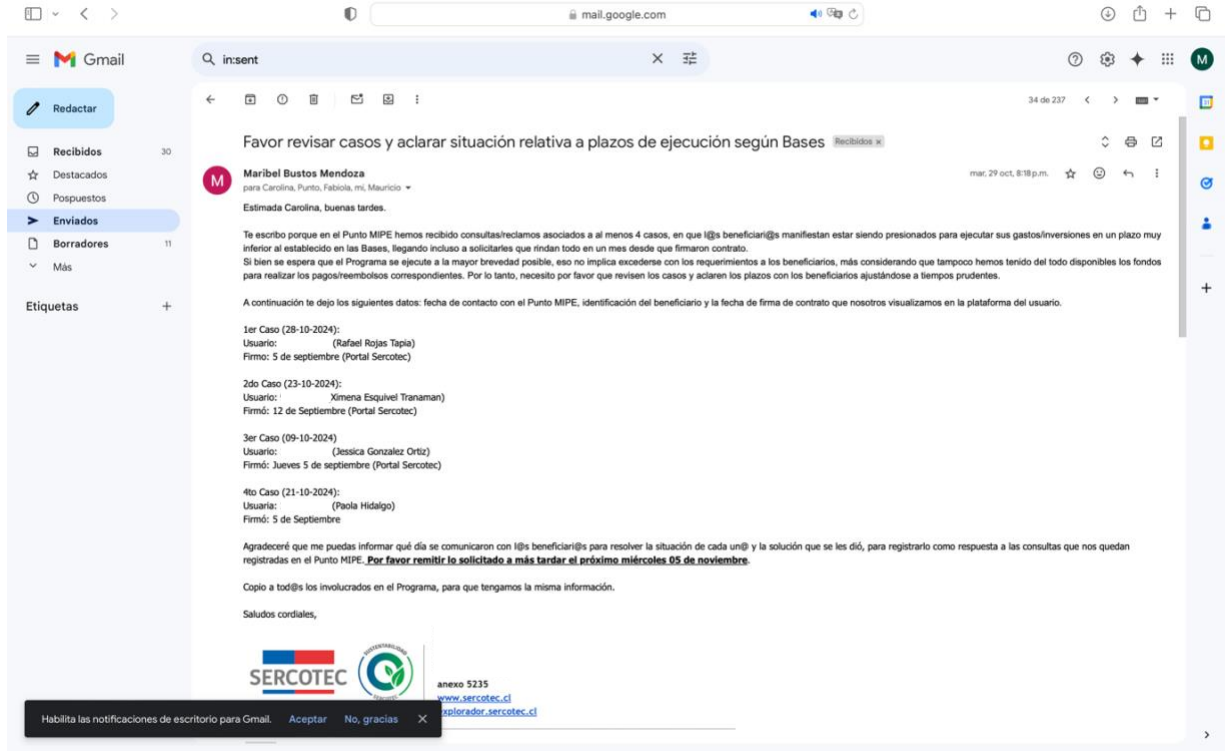 mail.google.com
Gmail
in:sent
M
Redactar
34 de 237
Recibidos 30
Destacados
Pospuestos
Enviados
Borradores 11
Más
Etiquetas
Favor revisar casos y aclarar situación relativa a plazos de ejecución según Bases Recibidos x
M
Maribel Bustos Mendoza
mar, 29 oct, 8:18 p.m.
para Carolina, Punto, Fabiola, mí, Mauricio
Estimada Carolina, buenas tardes.
Te escribo porque en el Punto MIPE hemos recibido consultas/reclamos asociados a al menos 4 casos, en que l@s beneficiari@s manifiestan estar siendo presionados para ejecutar sus gastos/inversiones en un plazo muy
inferior al establecido en las Bases, llegando incluso a solicitarles que rindan todo en un mes desde que firmaron contrato.
Si bien se espera que el Programa se ejecute a la mayor brevedad posible, eso no implica excederse con los requerimientos a los beneficiarios, más considerando que tampoco hemos tenido del todo disponibles los fondos
para realizar los pagos/reembolsos correspondientes. Por lo tanto, necesito por favor que revisen los casos y aclaren los plazos con los beneficiarios ajustándose a tiempos prudentes.
A continuación te dejo los siguientes datos: fecha de contacto con el Punto MIPE, identificación del beneficiario y la fecha de firma de contrato que nosotros visualizamos en la plataforma del usuario.
1er Caso (28-10-2024):
Usuario: (Rafael Rojas Tapia)
Firmo: 5 de septiembre (Portal Sercotec)
2do Caso (23-10-2024):
Usuario: Ximena Esquivel Tranaman)
Firmó: 12 de Septiembre (Portal Sercotec)
3er Caso (09-10-2024)
Usuario: (Jessica Gonzalez Ortiz)
Firmó: Jueves 5 de septiembre (Portal Sercotec)
4to Caso (21-10-2024):
Usuaria: (Paola Hidalgo)
Firmó: 5 de Septiembre
Agradeceré que me puedas informar qué día se comunicaron con l@s beneficiari@s para resolver la situación de cada un@ y la solución que se les dió, para registrarlo como respuesta a las consultas que nos quedan
registradas en el Punto MIPE. Por favor remitir lo solicitado a más tardar el próximo miércoles 05 de noviembre.
Copio a tod@s los involucrados en el Programa, para que tengamos la misma información.
Saludos cordiales,
SERCOTEC
SUSTENTABILIDAD
SERCOTEC
anexo 5235
www.sercotec.cl
explorador.sercotec.cl
Habilita las notificaciones de escritorio para Gmail. Aceptar No, gracias